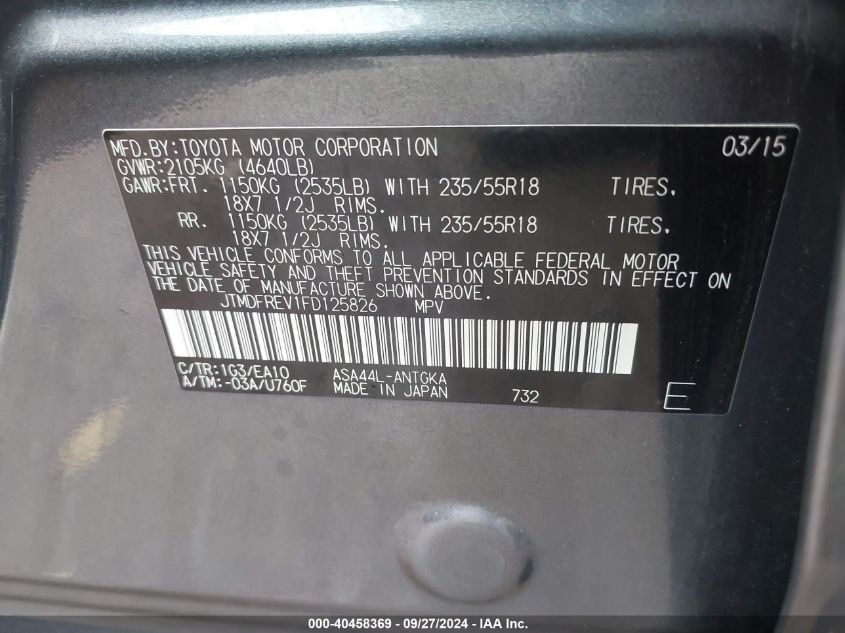 MFD.BY:TOYOTA MOTOR CORPORATION 03/15
GVWR:2105KG (4640LB)
GAWR:FRT. 1150KG (2535LB) WITH 235/55R18 TIRES,
18X7 1/2J RIMS.
RR. 1150KG (2535LB) WITH 235/55R18 TIRES,
18X7 1/2J RIMS.
THIS VEHICLE CONFORMS TO ALL APPLICABLE FEDERAL MOTOR
VEHICLE SAFETY AND THEFT PREVENTION STANDARDS IN EFFECT ON
THE DATE OF MANUFACTURE SHOWN ABOVE.
JTMDFREV1FD125826 MPV
C/TR:1G3/EA10 ASA44L-ANTGKA
A/TM:-03A/U760F MADE IN JAPAN 732 E
000-40458369 / 09/27/2024 / IAA Inc.